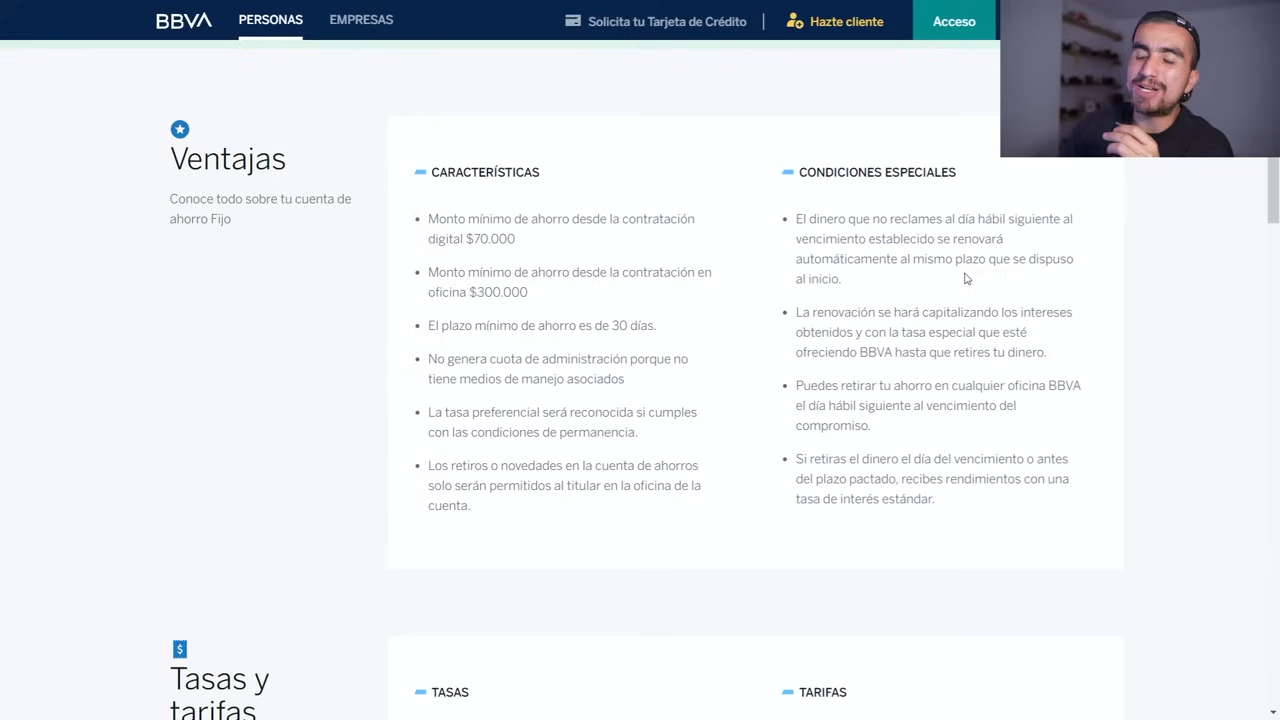 BBVA
PERSONAS
EMPRESAS
Solicita tu Tarjeta de Crédito
Hazte cliente
Acceso
Ventajas
Conoce todo sobre tu cuenta de
ahorro Fijo
CARACTERÍSTICAS
Monto mínimo de ahorro desde la contratación
digital $70.000
Monto mínimo de ahorro desde la contratación en
oficina $300.000
El plazo mínimo de ahorro es de 30 días.
No genera cuota de administración porque no
tiene medios de manejo asociados
La tasa preferencial será reconocida si cumples
con las condiciones de permanencia.
Los retiros o novedades en la cuenta de ahorros
solo serán permitidos al titular en la oficina de la
cuenta.
CONDICIONES ESPECIALES
El dinero que no reclames al día hábil siguiente al
vencimiento establecido se renovará
automáticamente al mismo plazo que se dispuso
al inicio.
La renovación se hará capitalizando los intereses
obtenidos y con la tasa especial que esté
ofreciendo BBVA hasta que retires tu dinero.
Puedes retirar tu ahorro en cualquier oficina BBVA
el día hábil siguiente al vencimiento del
compromiso.
Si retiras el dinero el día del vencimiento o antes
del plazo pactado, recibes rendimientos con una
tasa de interés estándar.
Tasas y
tarifas
TASAS
TARIFAS